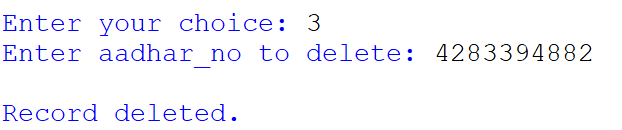 Enter your choice: 3
Enter aadhar_no to delete: 4283394882
Record deleted.